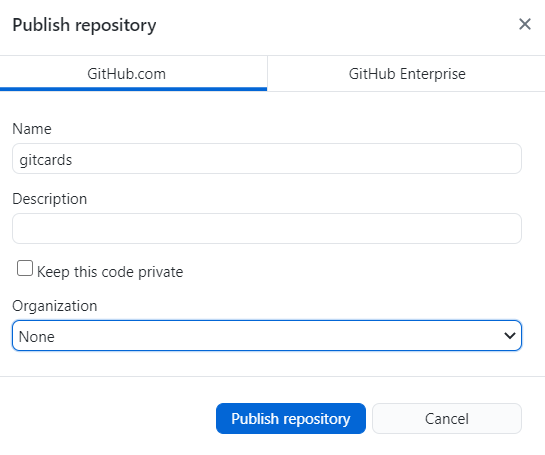 Publish repository
GitHub.com
GitHub Enterprise
Name
gitcards
Description
Keep this code private
Organization
None
Publish repository
Cancel